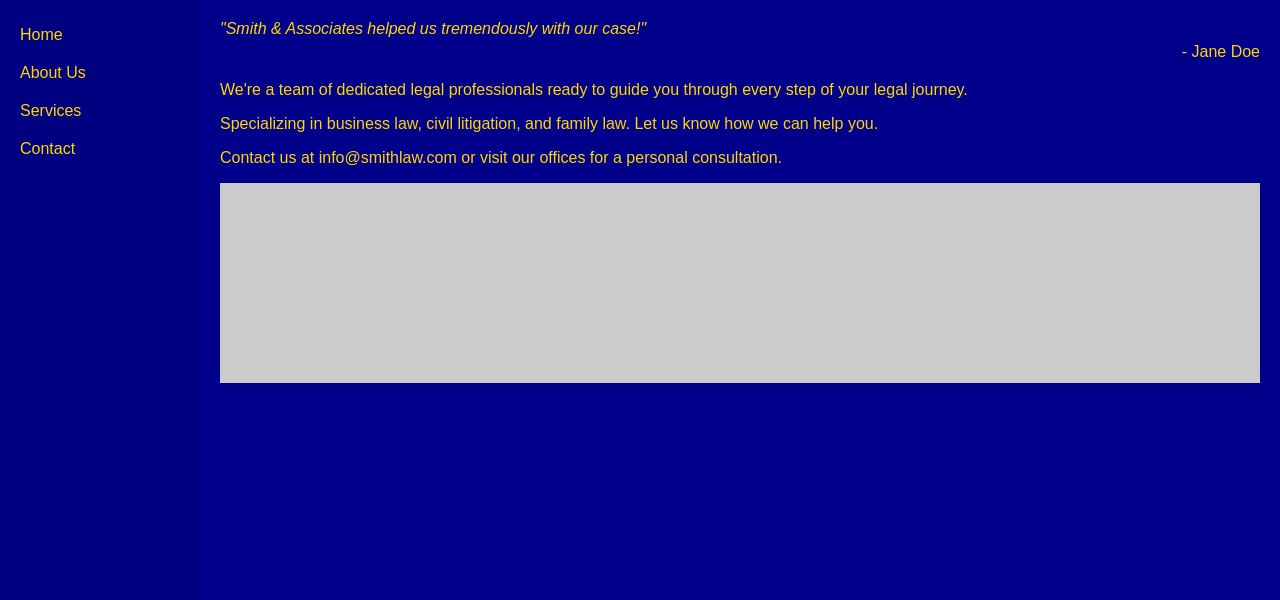 Home
About Us
Services
Contact
"Smith & Associates helped us tremendously with our case!"
- Jane Doe
We're a team of dedicated legal professionals ready to guide you through every step of your legal journey.
Specializing in business law, civil litigation, and family law. Let us know how we can help you.
Contact us at info@smithlaw.com or visit our offices for a personal consultation.